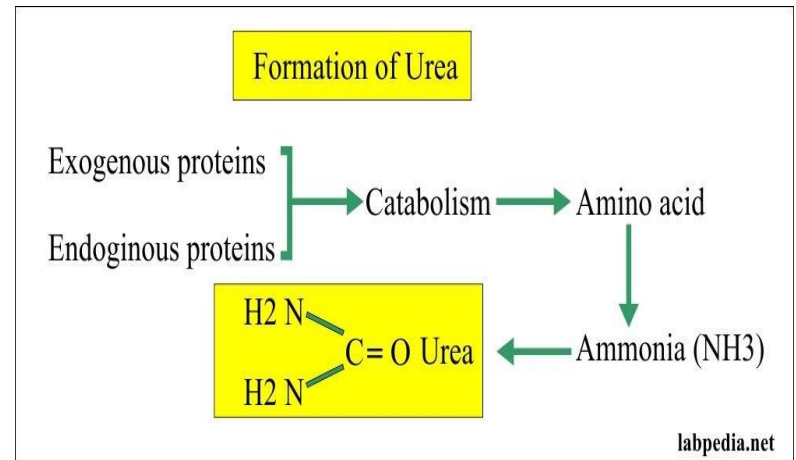 Formation of Urea
Exogenous proteins
Endoginous proteins
Catabolism
Amino acid
Ammonia (NH3)
H2 N
C= O Urea
H2 N
labpedia.net